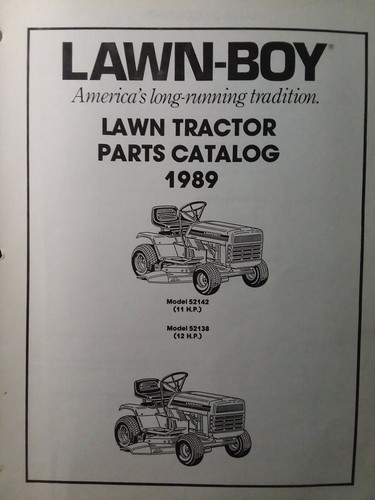 LAWN-BOY®
America's long-running tradition.
LAWN TRACTOR
PARTS CATALOG
1989
Model 52142
(11 H.P.)
Model 52138
(12 H.P.)